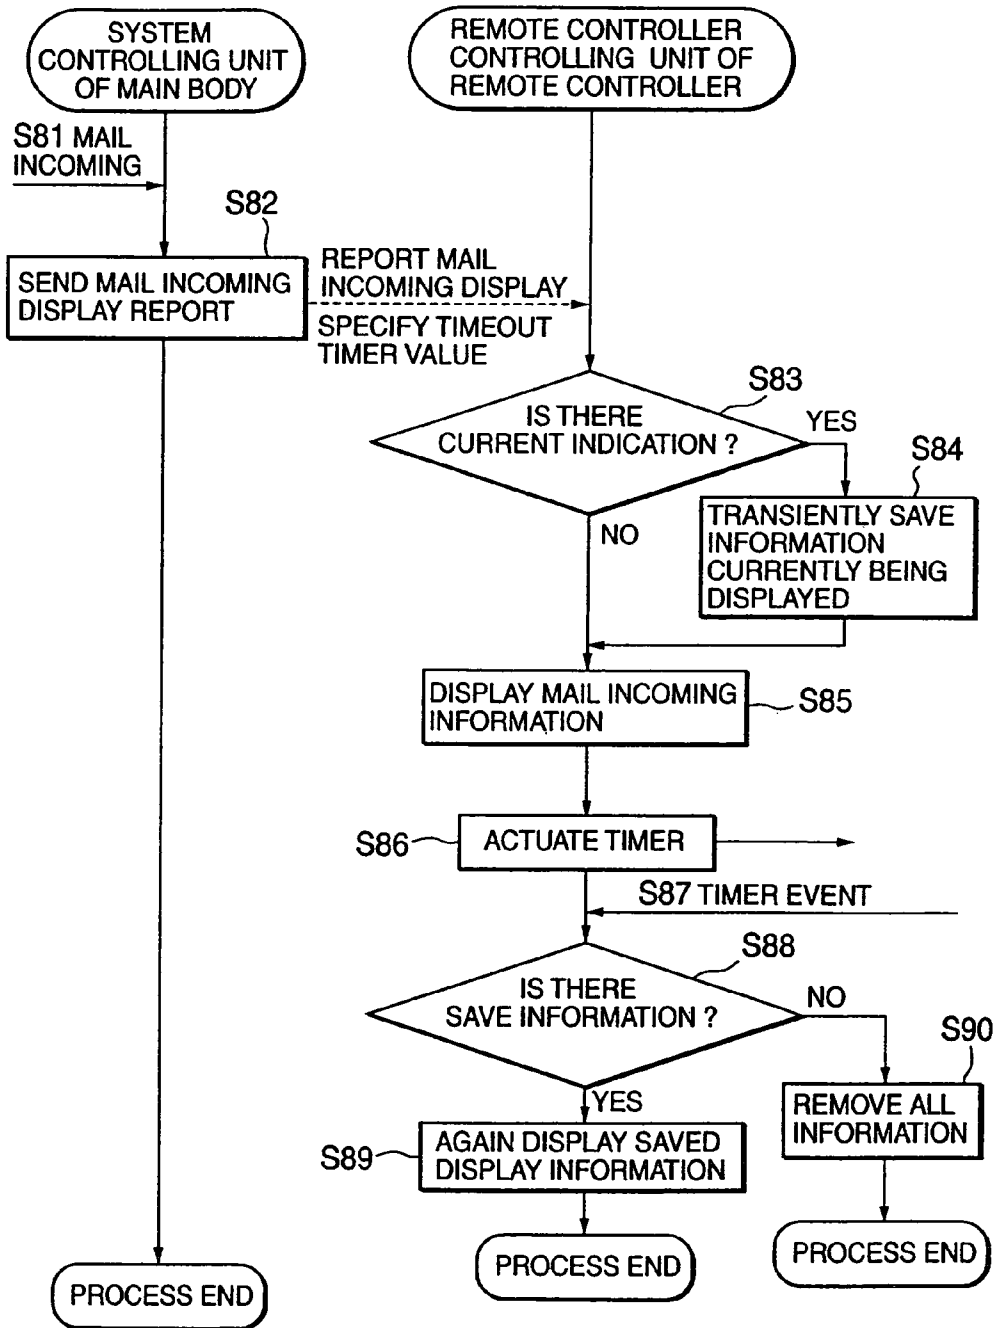 SYSTEM
CONTROLLING UNIT
OF MAIN BODY
REMOTE CONTROLLER
CONTROLLING UNIT OF
REMOTE CONTROLLER
S81 MAIL
INCOMING
S82
SEND MAIL INCOMING
DISPLAY REPORT
REPORT MAIL
INCOMING DISPLAY
SPECIFY TIMEOUT
TIMER VALUE
S83
IS THERE
CURRENT INDICATION ?
YES
S84
NO
TRANSIENTLY SAVE
INFORMATION
CURRENTLY BEING
DISPLAYED
DISPLAY MAIL INCOMING
INFORMATION
S85
S86
ACTUATE TIMER
S87 TIMER EVENT
S88
IS THERE
SAVE INFORMATION ?
NO
S90
YES
REMOVE ALL
INFORMATION
S89
AGAIN DISPLAY SAVED
DISPLAY INFORMATION
PROCESS END
PROCESS END
PROCESS END